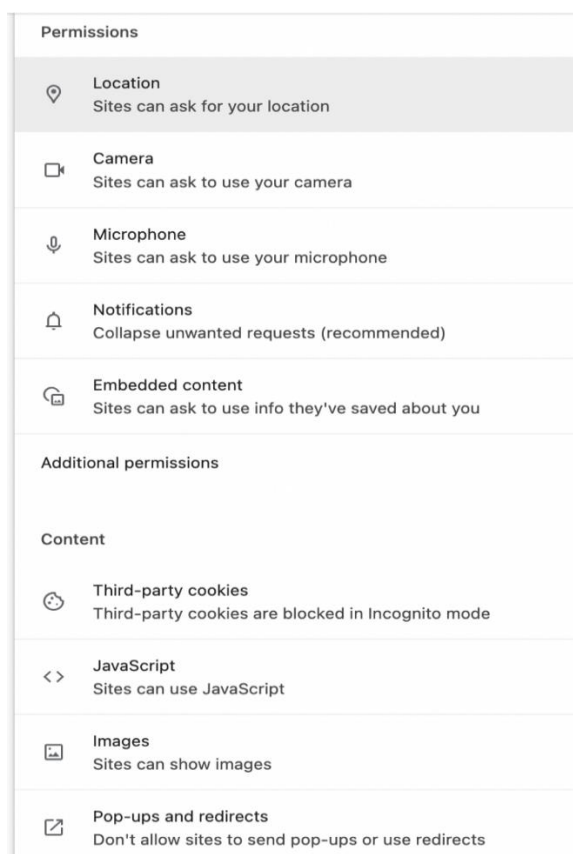 Permissions
Location
Sites can ask for your location
Camera
Sites can ask to use your camera
Microphone
Sites can ask to use your microphone
Notifications
Collapse unwanted requests (recommended)
Embedded content
Sites can ask to use info they've saved about you
Additional permissions
Content
Third-party cookies
Third-party cookies are blocked in Incognito mode
JavaScript
Sites can use JavaScript
Images
Sites can show images
Pop-ups and redirects
Don't allow sites to send pop-ups or use redirects